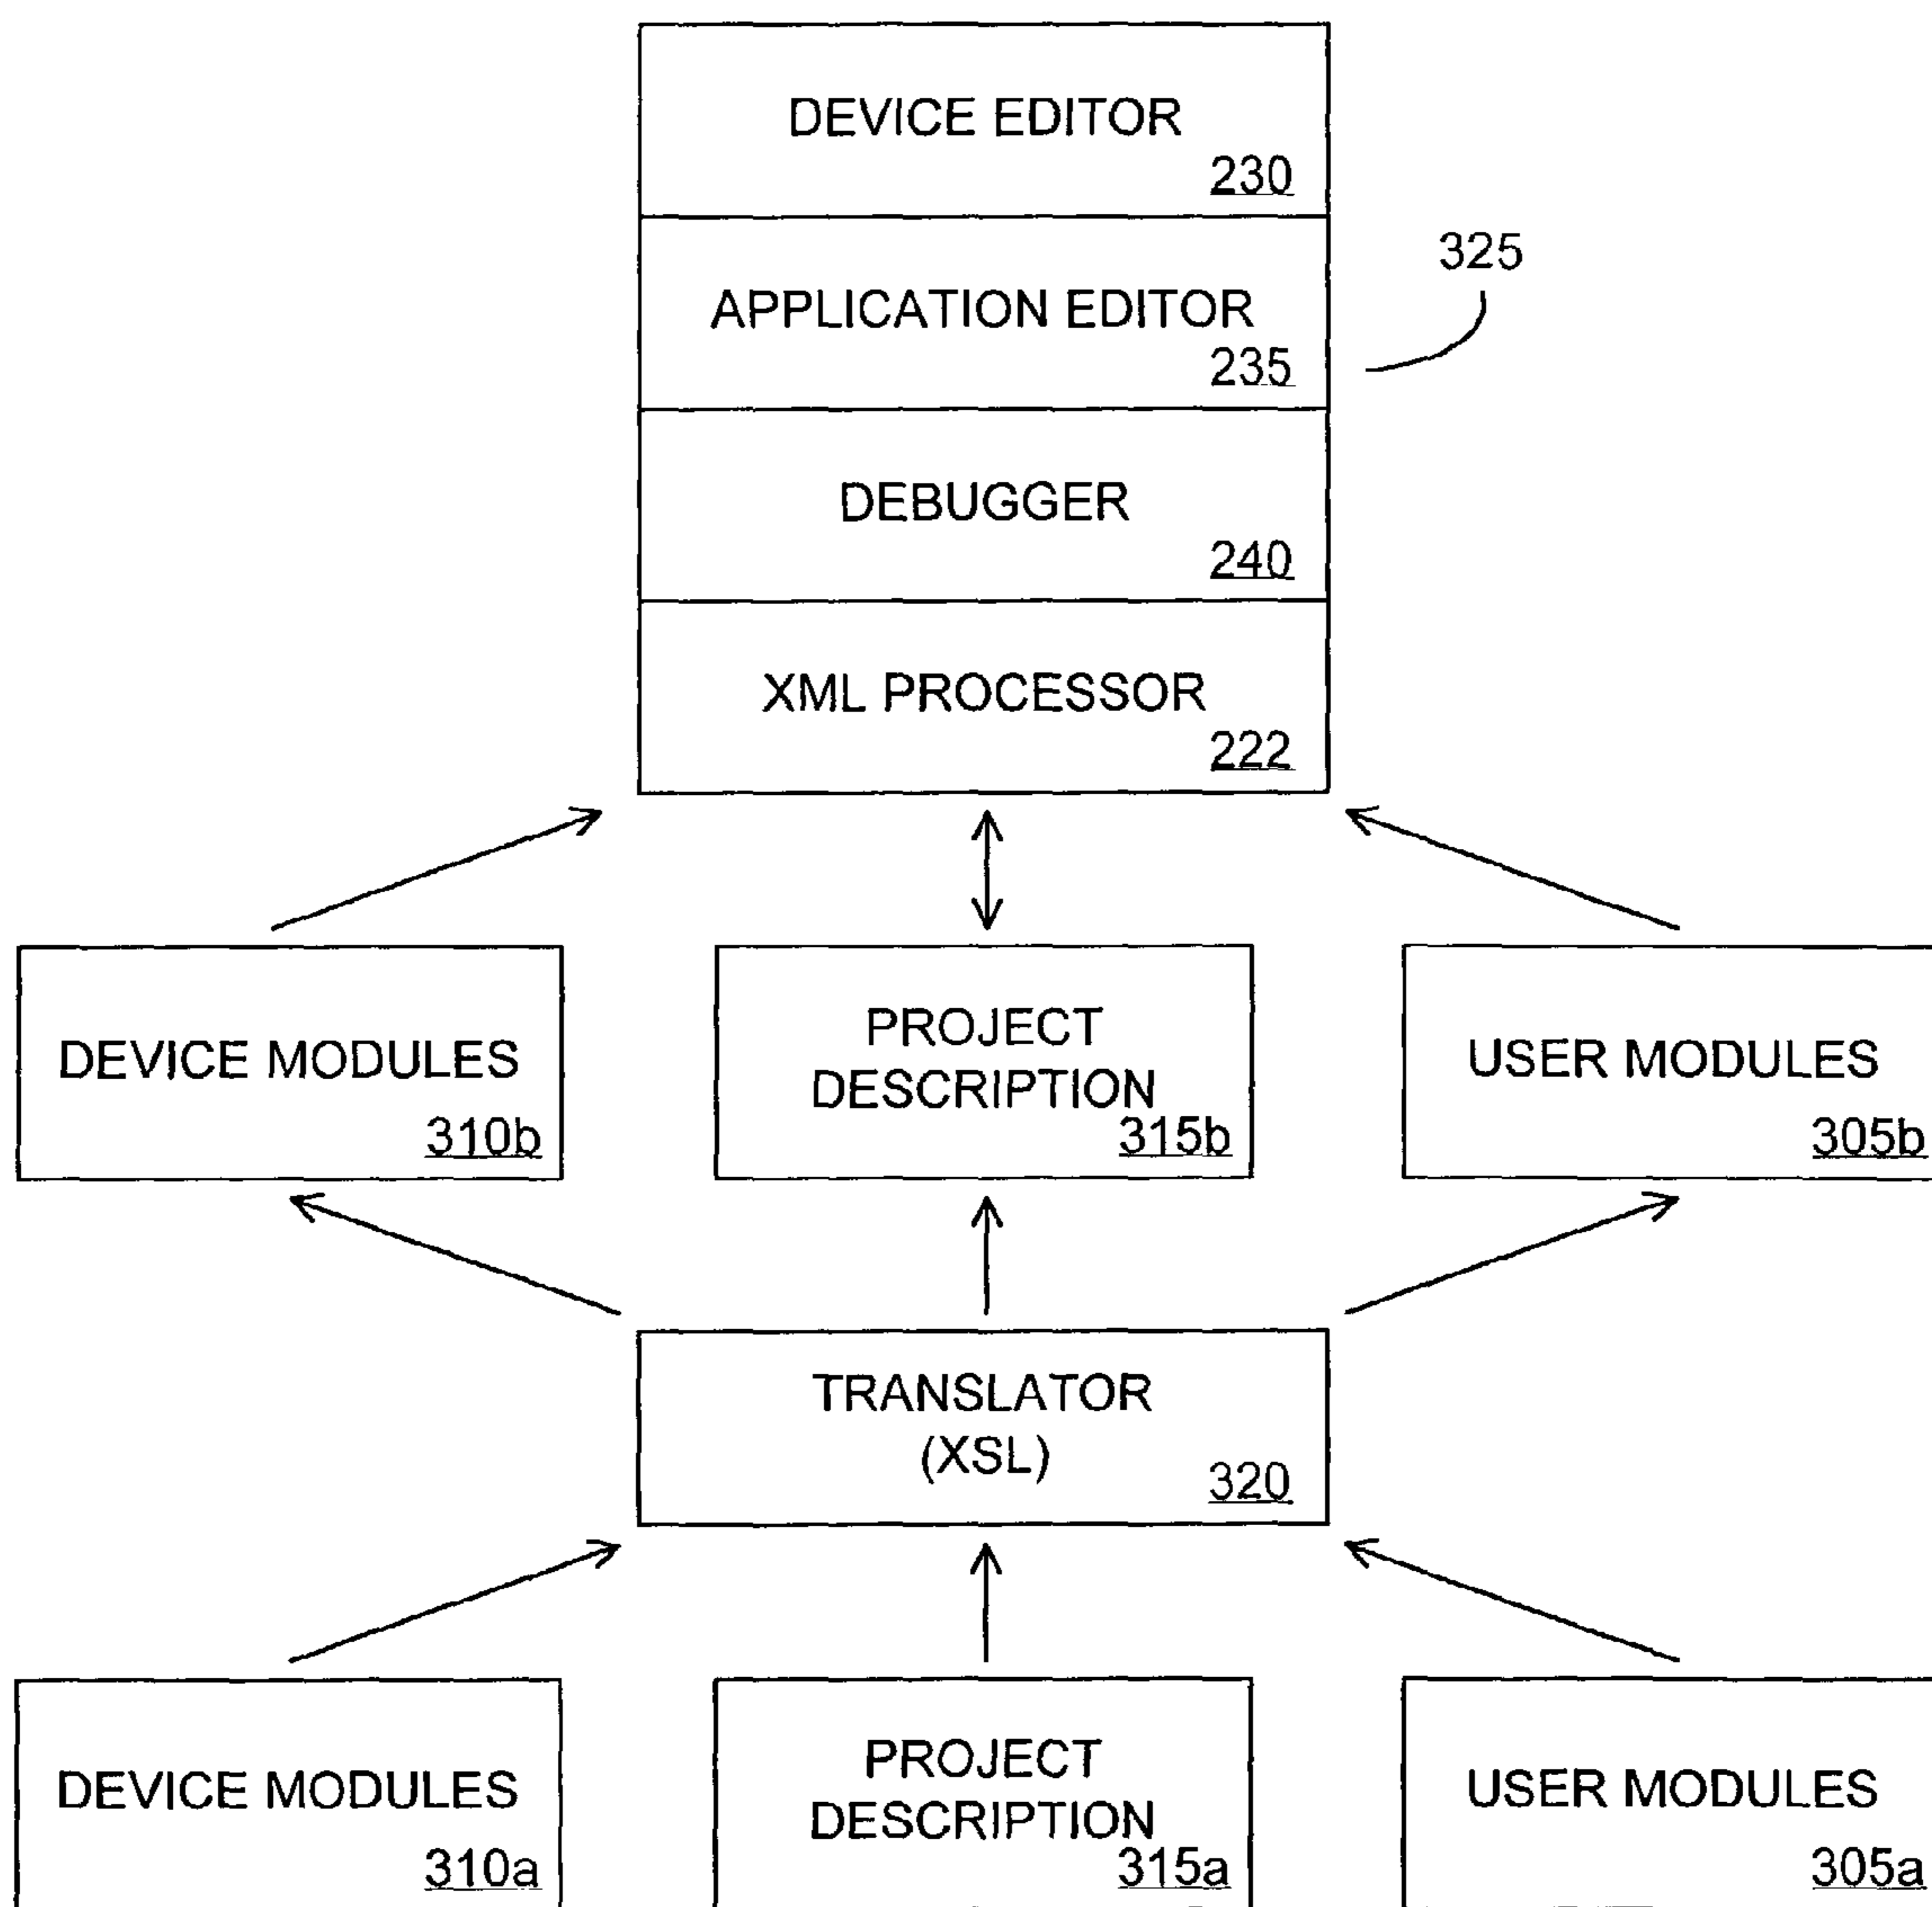 DEVICE EDITOR
230
325
APPLICATION EDITOR
235
DEBUGGER
240
XML PROCESSOR
222
DEVICE MODULES
310b
PROJECT
DESCRIPTION
315b
USER MODULES
305b
TRANSLATOR
(XSL)
320
DEVICE MODULES
310a
PROJECT
DESCRIPTION
315a
USER MODULES
305a